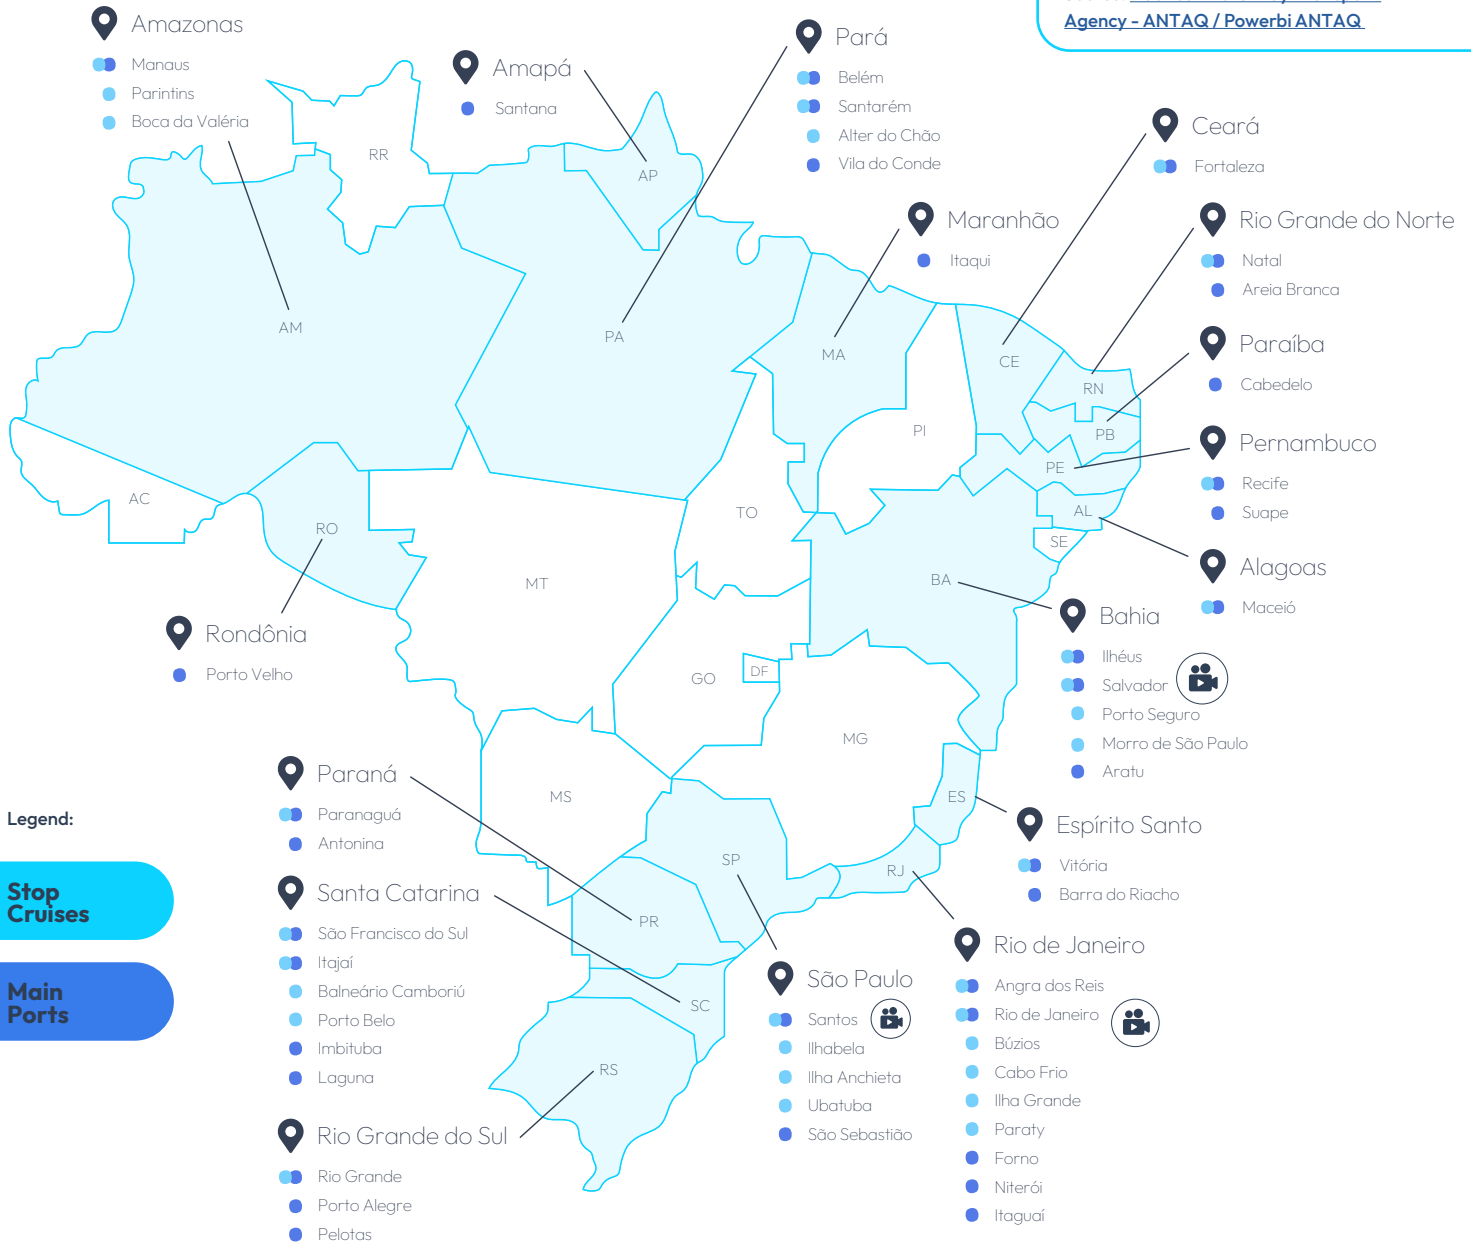 Agency - ANTAQ / Powerbi ANTAQ
Amazonas
Manaus
Parintins
Boca da Valéria
Amapá
Santana
Pará
Belém
Santarém
Alter do Chão
Vila do Conde
Ceará
Fortaleza
Maranhão
Itaqui
Rio Grande do Norte
Natal
Areia Branca
Paraíba
Cabedelo
Pernambuco
Recife
Suape
Alagoas
Maceió
Bahia
Ilhéus
Salvador
Porto Seguro
Morro de São Paulo
Aratu
Espírito Santo
Vitória
Barra do Riacho
Rio de Janeiro
Angra dos Reis
Rio de Janeiro
Búzios
Cabo Frio
Ilha Grande
Paraty
Forno
Niterói
Itaguaí
São Paulo
Santos
Ilhabela
Ilha Anchieta
Ubatuba
São Sebastião
Rondônia
Porto Velho
Paraná
Paranaguá
Antonina
Santa Catarina
São Francisco do Sul
Itajaí
Balneário Camboriú
Porto Belo
Imbituba
Laguna
Rio Grande do Sul
Rio Grande
Porto Alegre
Pelotas
RR
AP
AM
PA
MA
CE
RN
PB
PI
PE
AC
RO
TO
AL
SE
MT
BA
GO
DF
MG
MS
ES
SP
RJ
PR
SC
RS
Legend:
Stop
Cruises
Main
Ports